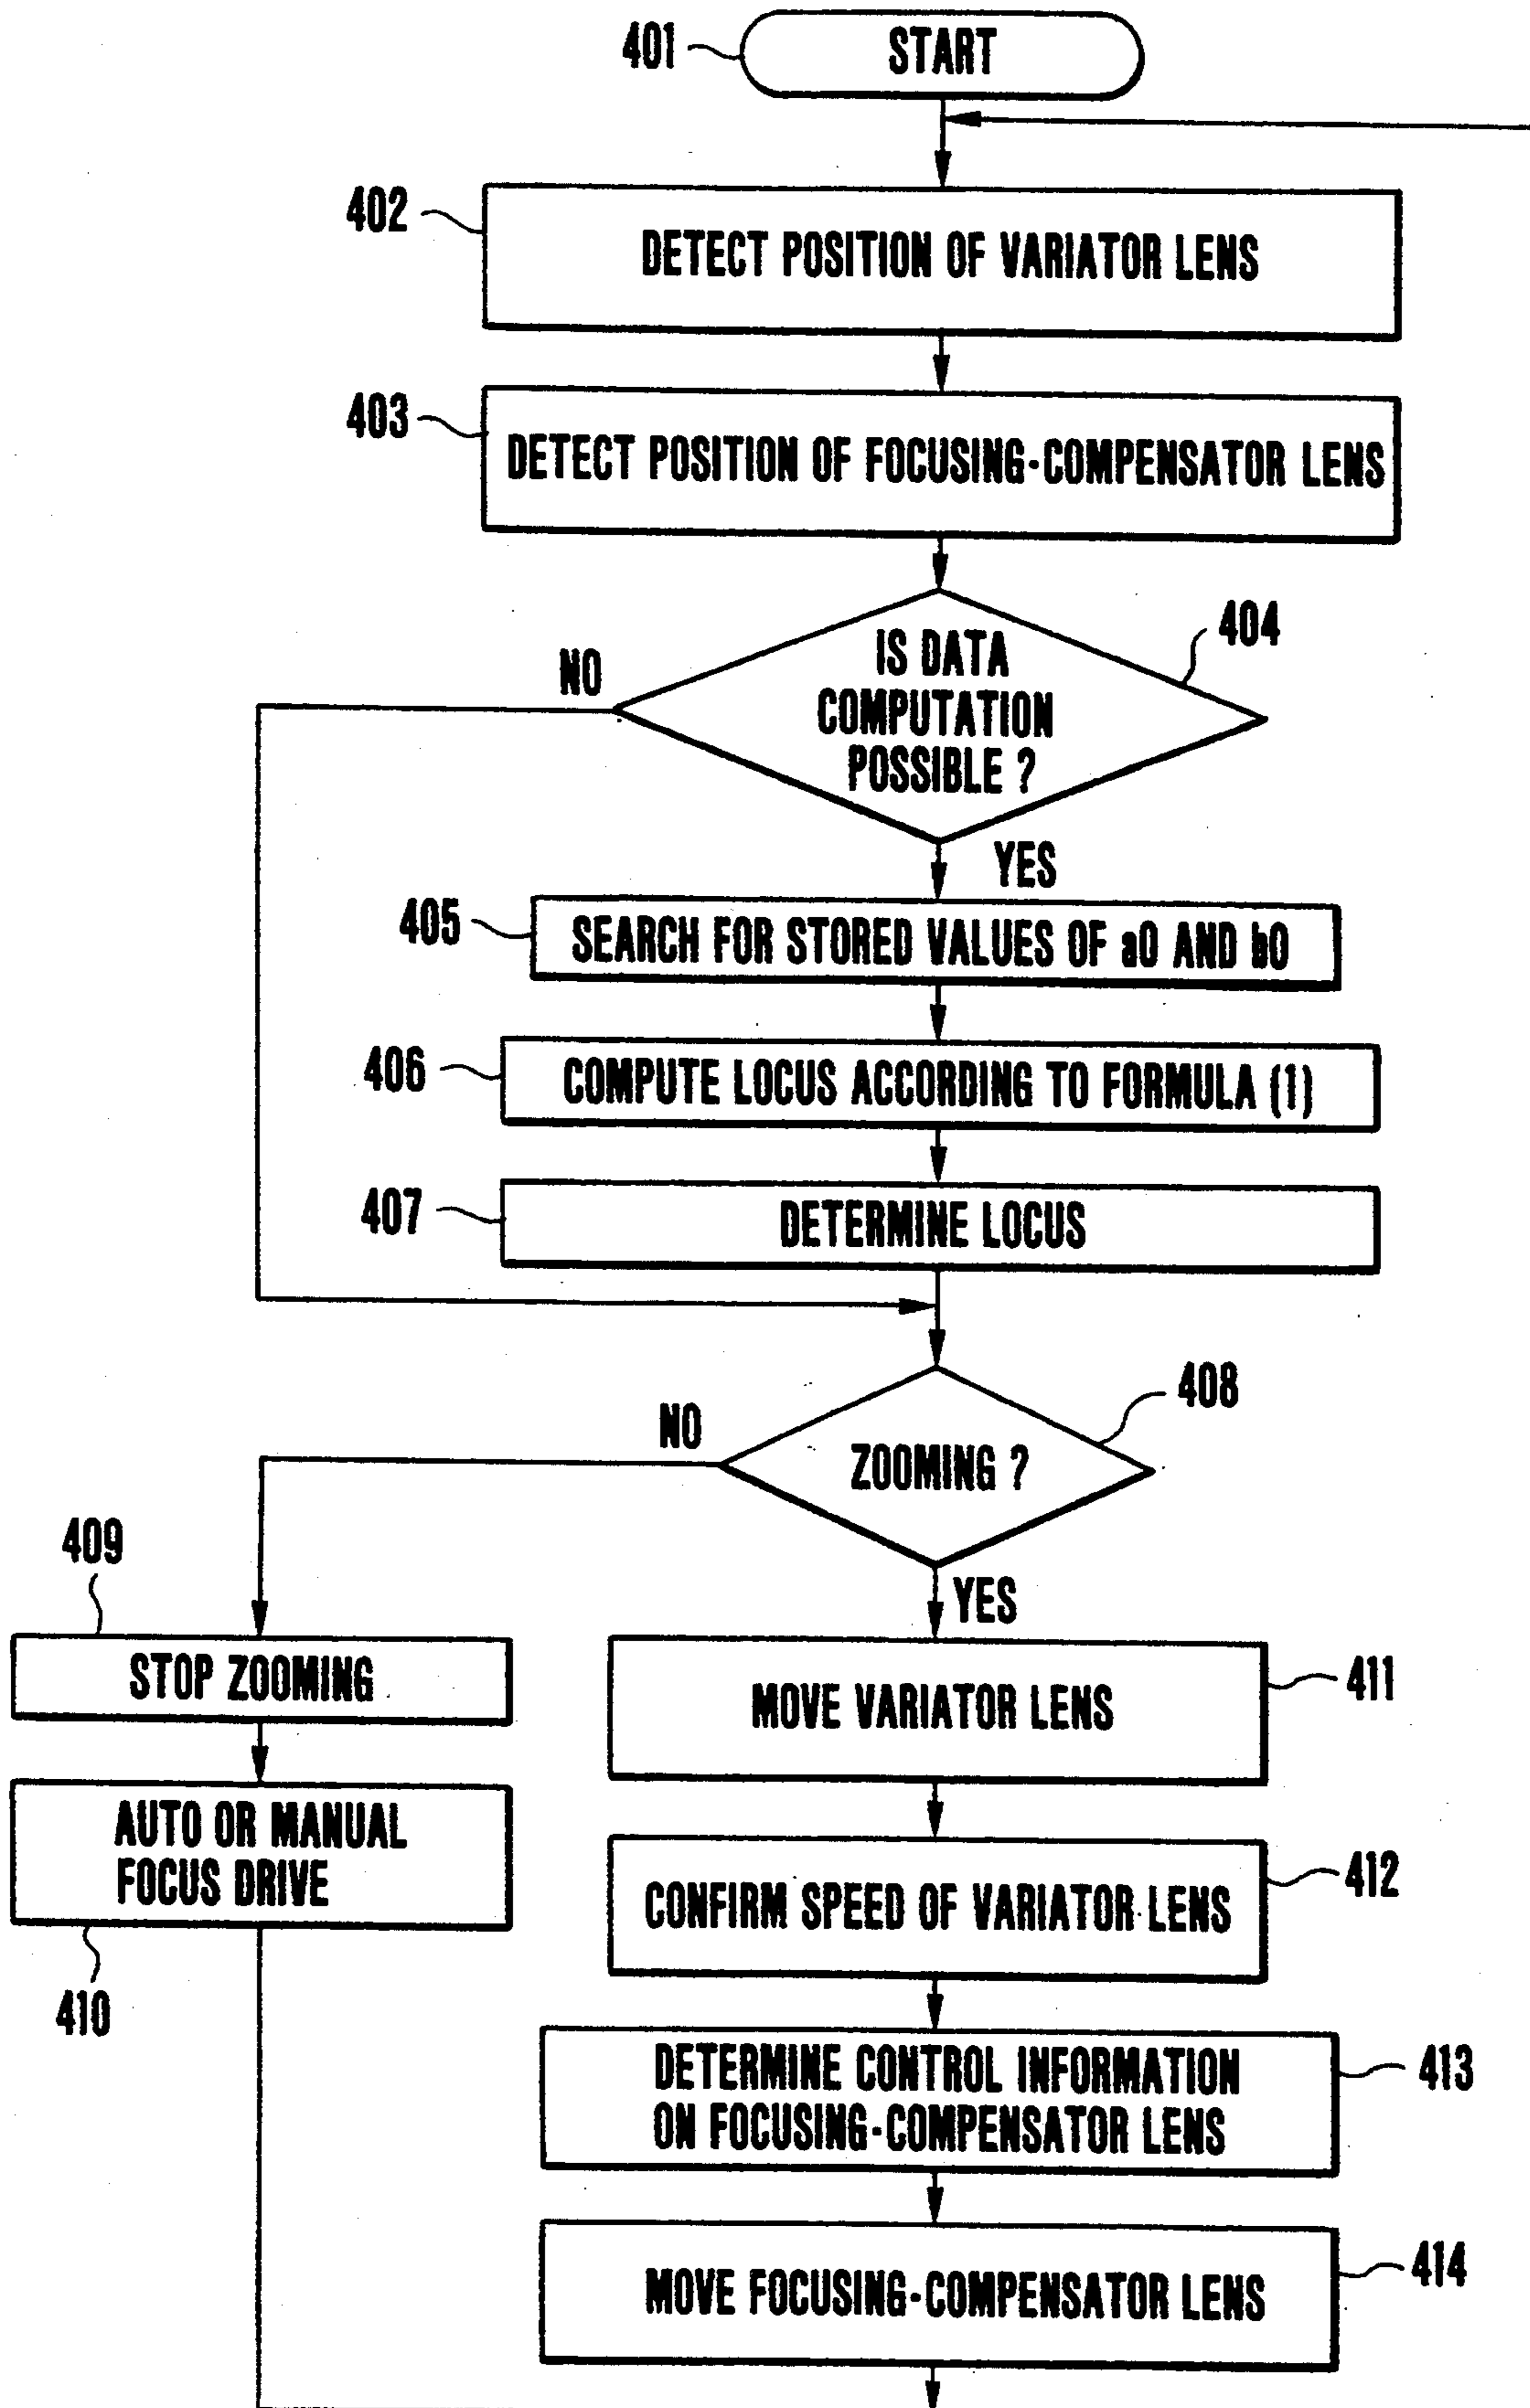 401
START
402
DETECT POSITION OF VARIATOR LENS
403
DETECT POSITION OF FOCUSING-COMPENSATOR LENS
404
IS DATA
COMPUTATION
POSSIBLE ?
NO
YES
405
SEARCH FOR STORED VALUES OF a0 AND b0
406
COMPUTE LOCUS ACCORDING TO FORMULA (1)
407
DETERMINE LOCUS
408
ZOOMING ?
NO
YES
409
STOP ZOOMING
AUTO OR MANUAL
FOCUS DRIVE
410
411
MOVE VARIATOR LENS
412
CONFIRM SPEED OF VARIATOR LENS
413
DETERMINE CONTROL INFORMATION
ON FOCUSING-COMPENSATOR LENS
414
MOVE FOCUSING-COMPENSATOR LENS